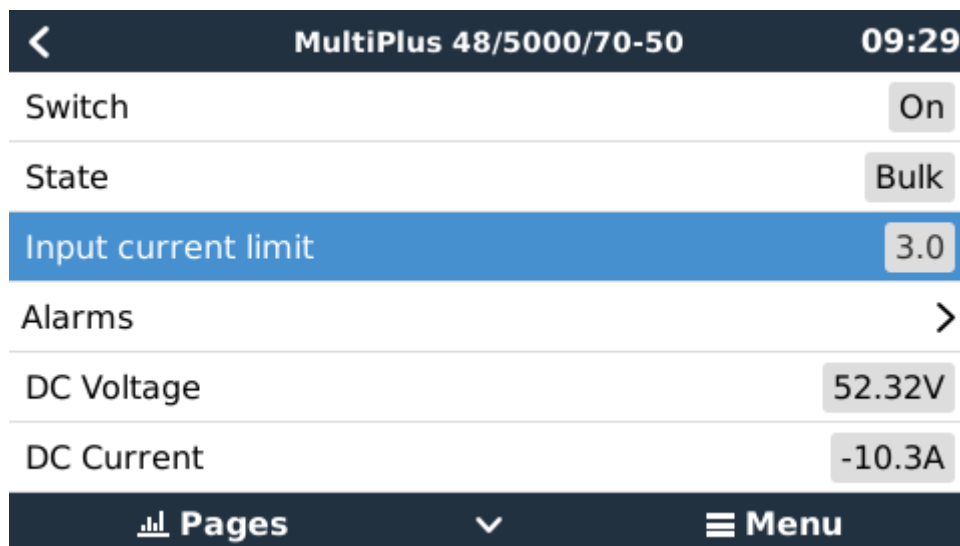 MultiPlus 48/5000/70-50 09:29
Switch On
State Bulk
Input current limit 3.0
Alarms
DC Voltage 52.32V
DC Current -10.3A
Pages Menu